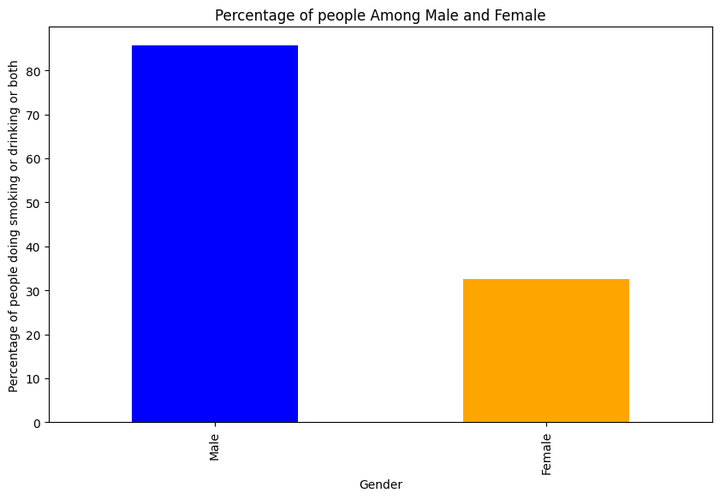 Percentage of people Among Male and Female
Percentage of people doing smoking or drinking or both
80
70
60
50
40
30
20
10
0
Male
Female
Gender